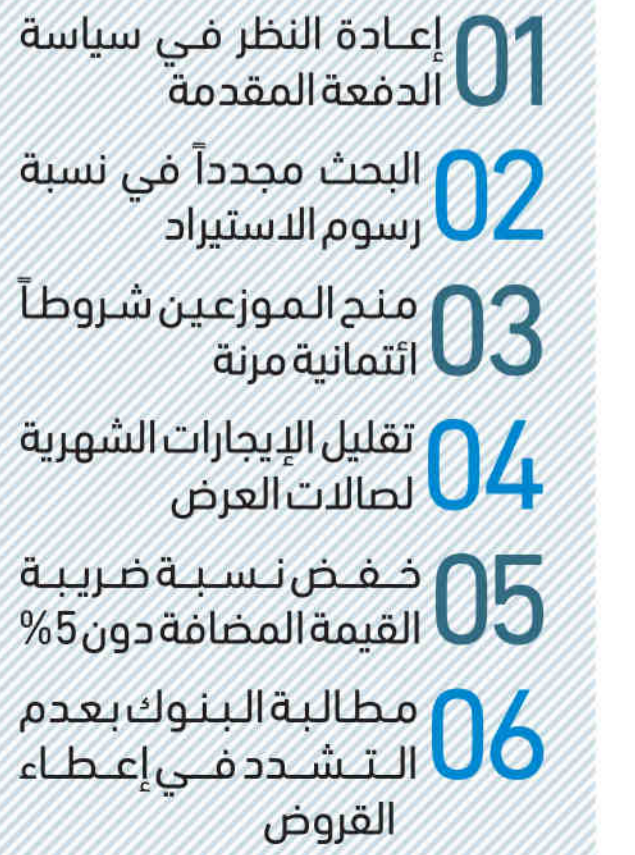 01 إعادة النظر في سياسة
الدفعة المقدمة
02 البحث مجدداً في نسبة
رسوم الاستيراد
03 منح الموزعين شروطاً
ائتمانية مرنة
04 تقليل الإيجارات الشهرية
لصالات العرض
05 خفض نسبة ضريبة
القيمة المضافة دون 5%
06 مطالبة البنوك بعدم
التشدد في إعطاء
القروض